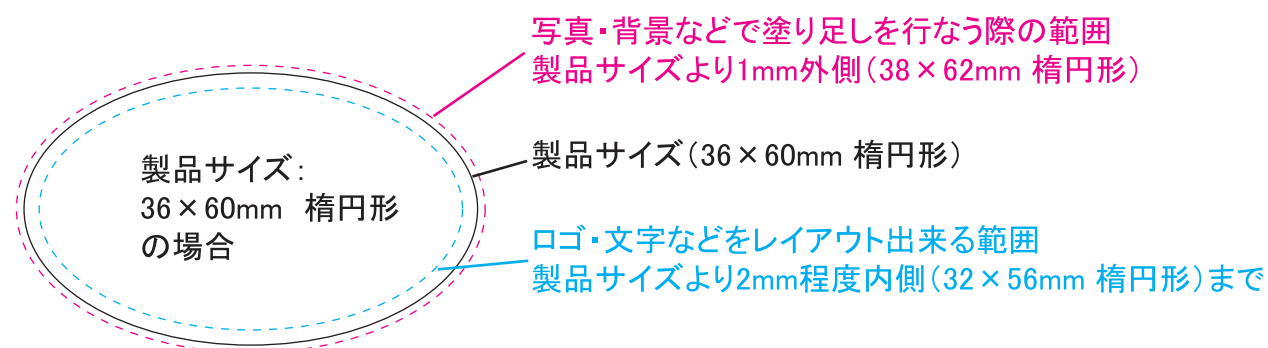 写真・背景などで塗り足しを行なう際の範囲
製品サイズより1mm外側(38×62mm 楕円形)
製品サイズ(36×60mm 楕円形)
製品サイズ:
36×60mm 楕円形
の場合
ロゴ・文字などをレイアウト出来る範囲
製品サイズより2mm程度内側(32×56mm 楕円形)まで